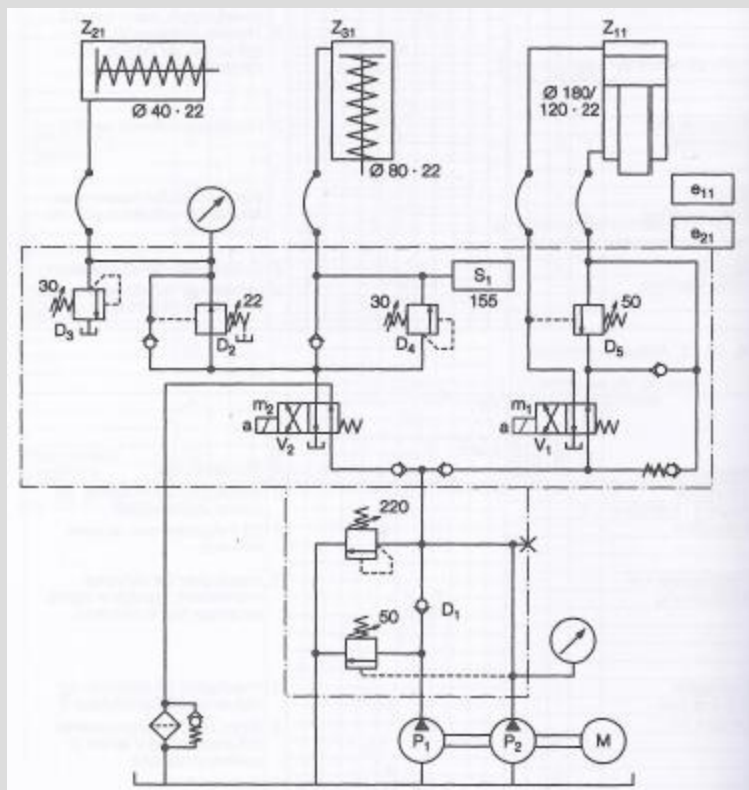 Z21
Z31
Z11
Ø 40 · 22
Ø 80 · 22
Ø 180/
120 · 22
e11
e21
30
D3
22
D2
S1
155
30
D4
50
D5
m2
a
V2
m1
a
V1
220
50
D1
P1
P2
M